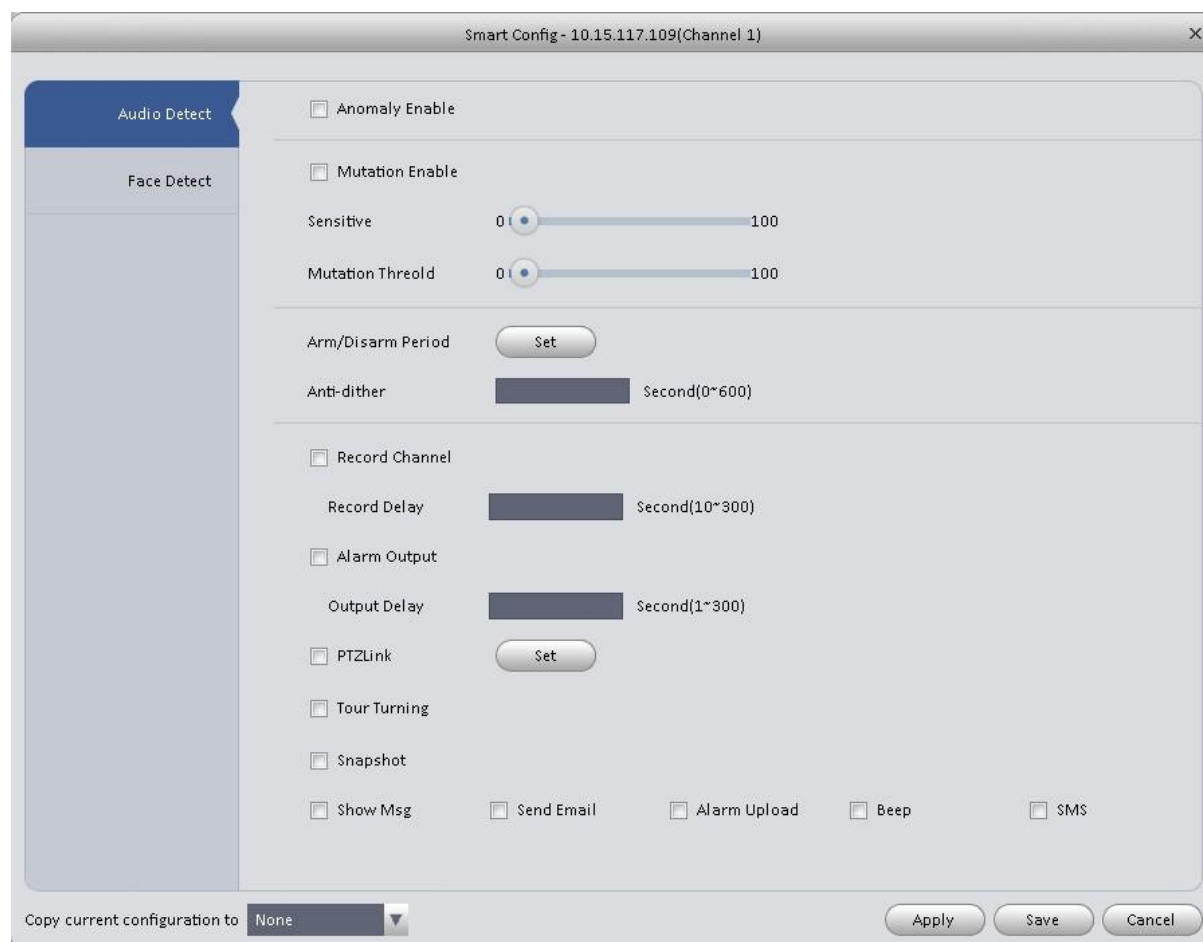 Smart Config - 10.15.117.109(Channel 1)
Audio Detect
Face Detect
Anomaly Enable
Mutation Enable
Sensitive 0 100
Mutation Threold 0 100
Arm/Disarm Period Set
Anti-dither Second(0~600)
Record Channel
Record Delay Second(10~300)
Alarm Output
Output Delay Second(1~300)
PTZLink Set
Tour Turning
Snapshot
Show Msg Send Email Alarm Upload Beep SMS
Copy current configuration to None Apply Save Cancel